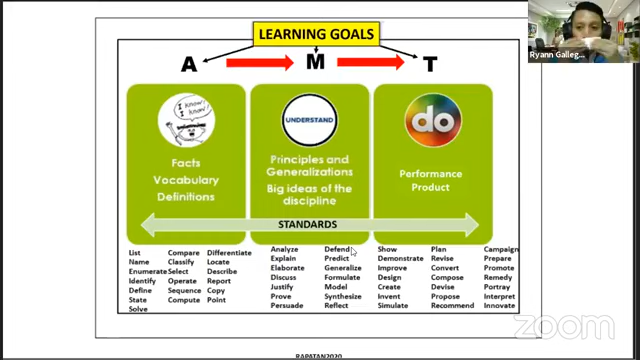 LEARNING GOALS
A M T
I know! I know!
UNDERSTAND
do
Facts
Vocabulary
Definitions
Principles and
Generalizations
Big ideas of the
discipline
Performance
Product
STANDARDS
List Compare Differentiate
Name Classify Locate
Enumerate Select Describe
Identify Operate Report
Define Sequence Copy
State Compute Point
Solve
Analyze Defend
Explain Predict
Elaborate Generalize
Discuss Formulate
Justify Model
Prove Synthesize
Persuade Reflect
Show Plan Campaign
Demonstrate Revise Prepare
Improve Convert Promote
Design Compose Remedy
Create Devise Portray
Invent Propose Interpret
Simulate Recommend Innovate
RAPATAN2020
Ryann Galleg...
zoom